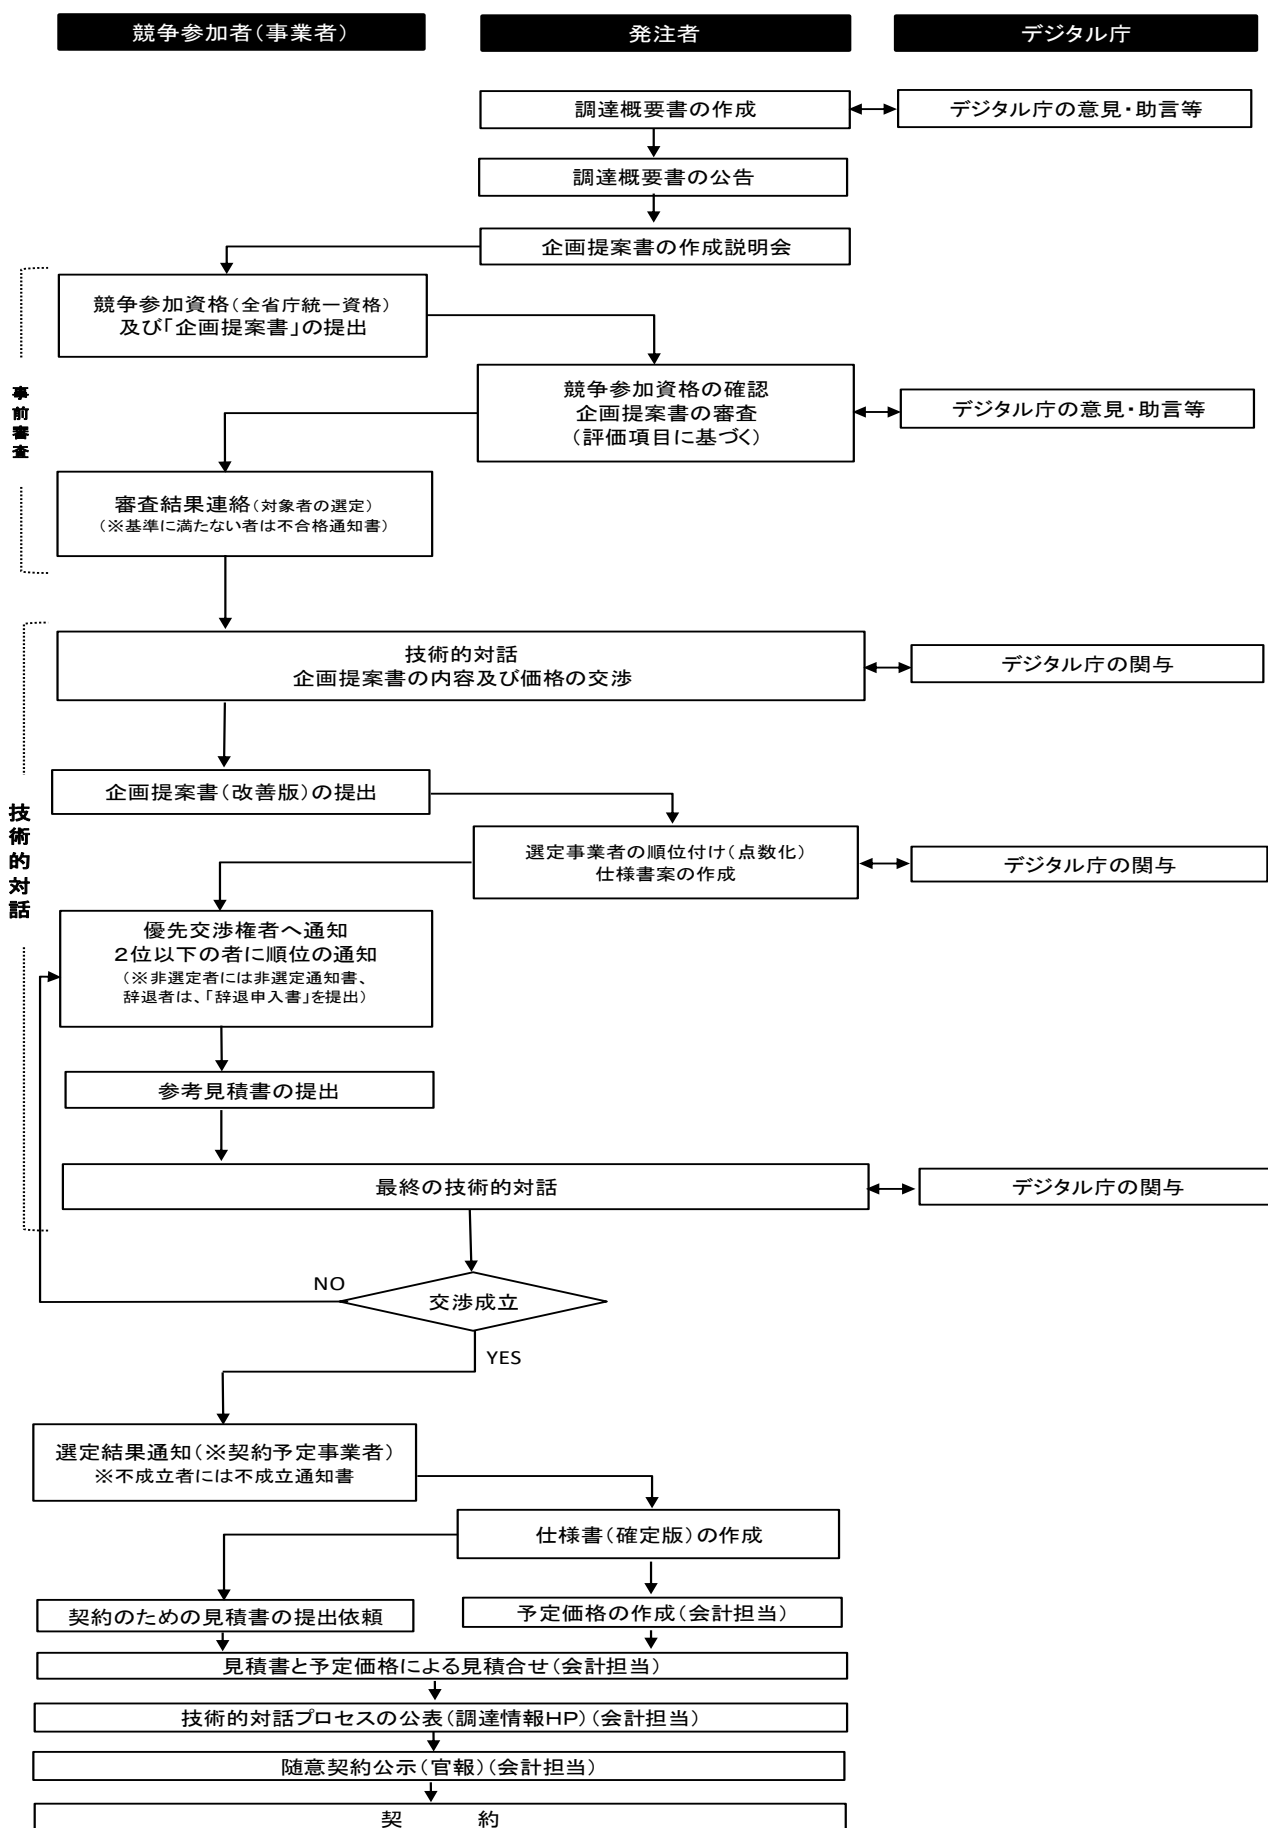 競争参加者(事業者)
発注者
デジタル庁
調達概要書の作成
デジタル庁の意見・助言等
調達概要書の公告
企画提案書の作成説明会
競争参加資格(全省庁統一資格)
及び「企画提案書」の提出
事前審査
競争参加資格の確認
企画提案書の審査
(評価項目に基づく)
デジタル庁の意見・助言等
審査結果連絡(対象者の選定)
(※基準に満たない者は不合格通知書)
技術的対話
技術的対話
企画提案書の内容及び価格の交渉
デジタル庁の関与
企画提案書(改善版)の提出
選定事業者の順位付け(点数化)
仕様書案の作成
デジタル庁の関与
優先交渉権者へ通知
2位以下の者に順位の通知
(※非選定者には非選定通知書、
辞退者は、「辞退申入書」を提出)
参考見積書の提出
最終の技術的対話
デジタル庁の関与
NO
交渉成立
YES
選定結果通知(※契約予定事業者)
※不成立者には不成立通知書
仕様書(確定版)の作成
契約のための見積書の提出依頼
予定価格の作成(会計担当)
見積書と予定価格による見積合せ(会計担当)
技術的対話プロセスの公表(調達情報HP)(会計担当)
随意契約公示(官報)(会計担当)
契　　　約